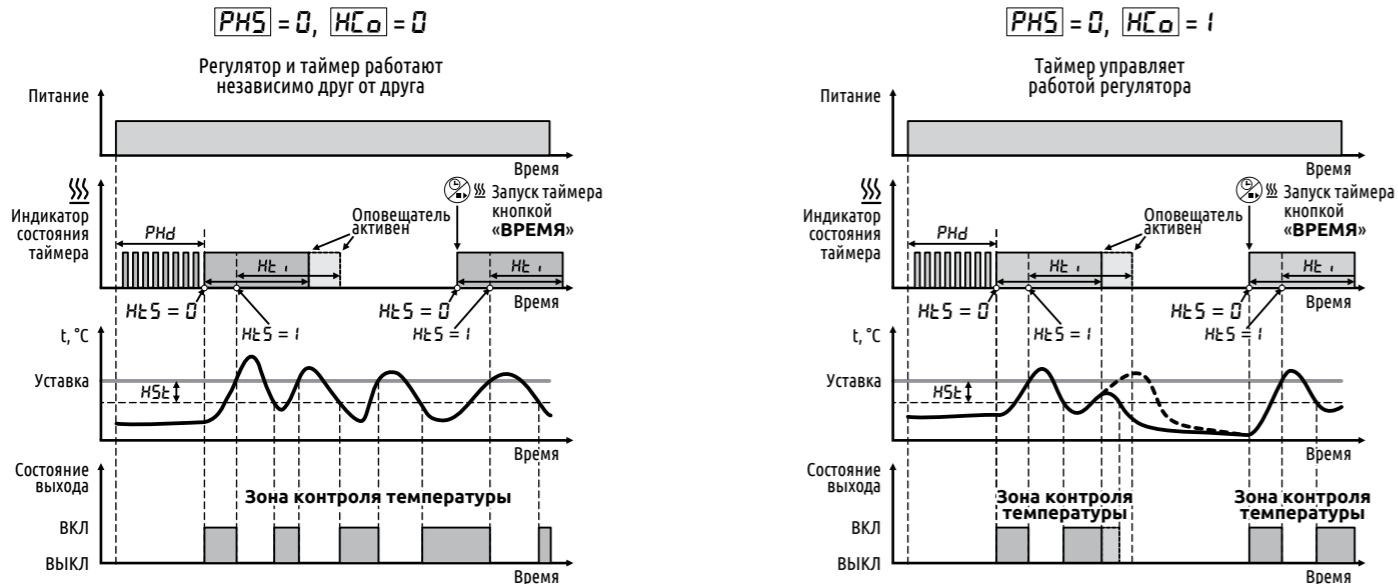 PHS = 0, HCo = 0
Регулятор и таймер работают
независимо друг от друга
Питание
Время
Индикатор
состояния
таймера
PHd
Оповещатель
активен
Запуск таймера
кнопкой
«ВРЕМЯ»
Hti
Hti
Время
HtS = 0
HtS = 1
HtS = 0
HtS = 1
t, °C
Уставка
HSt
Время
Состояние
выхода
Зона контроля температуры
ВКЛ
ВЫКЛ
Время
PHS = 0, HCo = 1
Таймер управляет
работой регулятора
Питание
Время
Индикатор
состояния
таймера
PHd
Оповещатель
активен
Запуск таймера
кнопкой
«ВРЕМЯ»
Hti
Hti
Время
HtS = 0
HtS = 1
HtS = 0
HtS = 1
t, °C
Уставка
HSt
Время
Состояние
выхода
Зона контроля
температуры
Зона контроля
температуры
ВКЛ
ВЫКЛ
Время